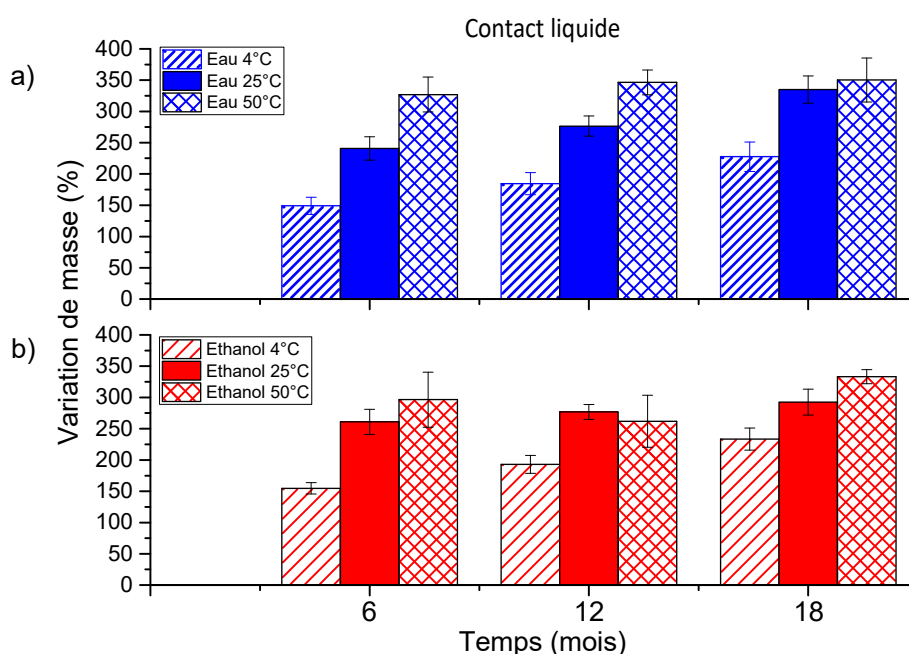 Contact liquide
a)
Eau 4°C
Eau 25°C
Eau 50°C
400
350
300
250
200
150
100
50
0
Variation de masse (%)
b)
Ethanol 4°C
Ethanol 25°C
Ethanol 50°C
400
350
300
250
200
150
100
50
0
6 12 18
Temps (mois)